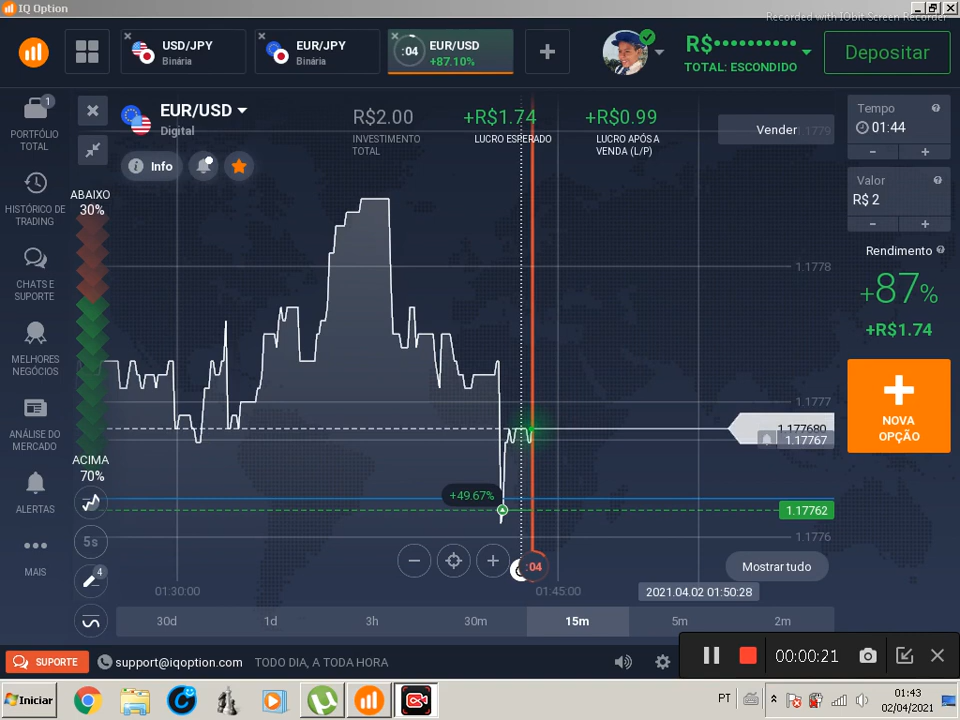 IQ Option
Recorded with IObit Screen Recorder
USD/JPY
Binária
EUR/JPY
Binária
:04
EUR/USD
+87.10%
R$••••••••••
TOTAL: ESCONDIDO
Depositar
1
PORTFÓLIO
TOTAL
HISTÓRICO DE
TRADING
CHATS E
SUPORTE
MELHORES
NEGÓCIOS
ANÁLISE DO
MERCADO
ALERTAS
MAIS
EUR/USD
Digital
Info
R$2.00
INVESTIMENTO
TOTAL
+R$1.74
LUCRO ESPERADO
+R$0.99
LUCRO APÓS A
VENDA (L/P)
Vender
1.1779
ABAIXO
30%
ACIMA
70%
5s
4
1.1778
1.1777
1.177680
1.17767
+49.67%
1.17762
1.1776
:04
Mostrar tudo
01:30:00
01:45:00
2021.04.02 01:50:28
30d
1d
3h
30m
15m
5m
2m
Tempo
01:44
-
+
Valor
R$ 2
-
+
Rendimento
+87%
+R$1.74
NOVA
OPÇÃO
SUPORTE
support@iqoption.com
TODO DIA, A TODA HORA
00:00:21
Iniciar
PT
01:43
02/04/2021